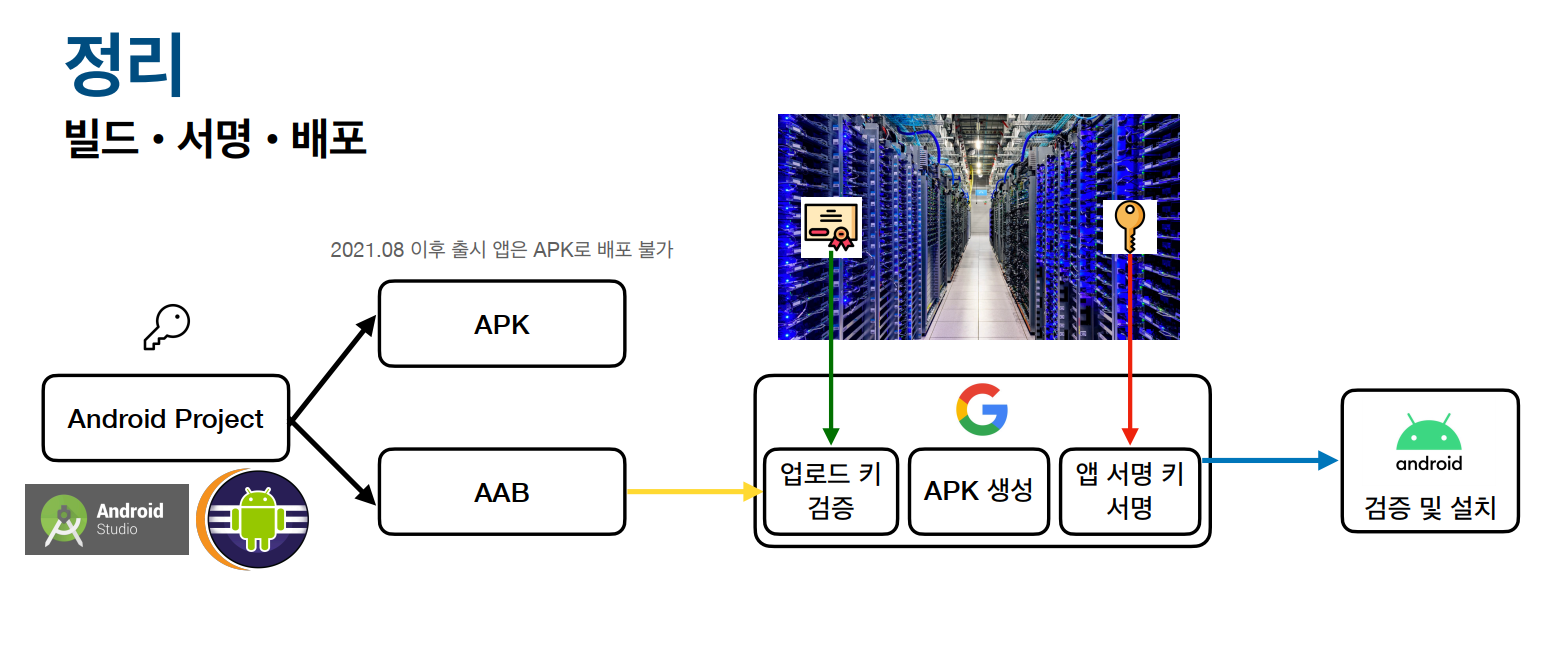 정리
빌드 • 서명 • 배포
2021.08 이후 출시 앱은 APK로 배포 불가
APK
Android Project
Android
Studio
AAB
업로드 키
검증
APK 생성
앱 서명 키
서명
android
검증 및 설치